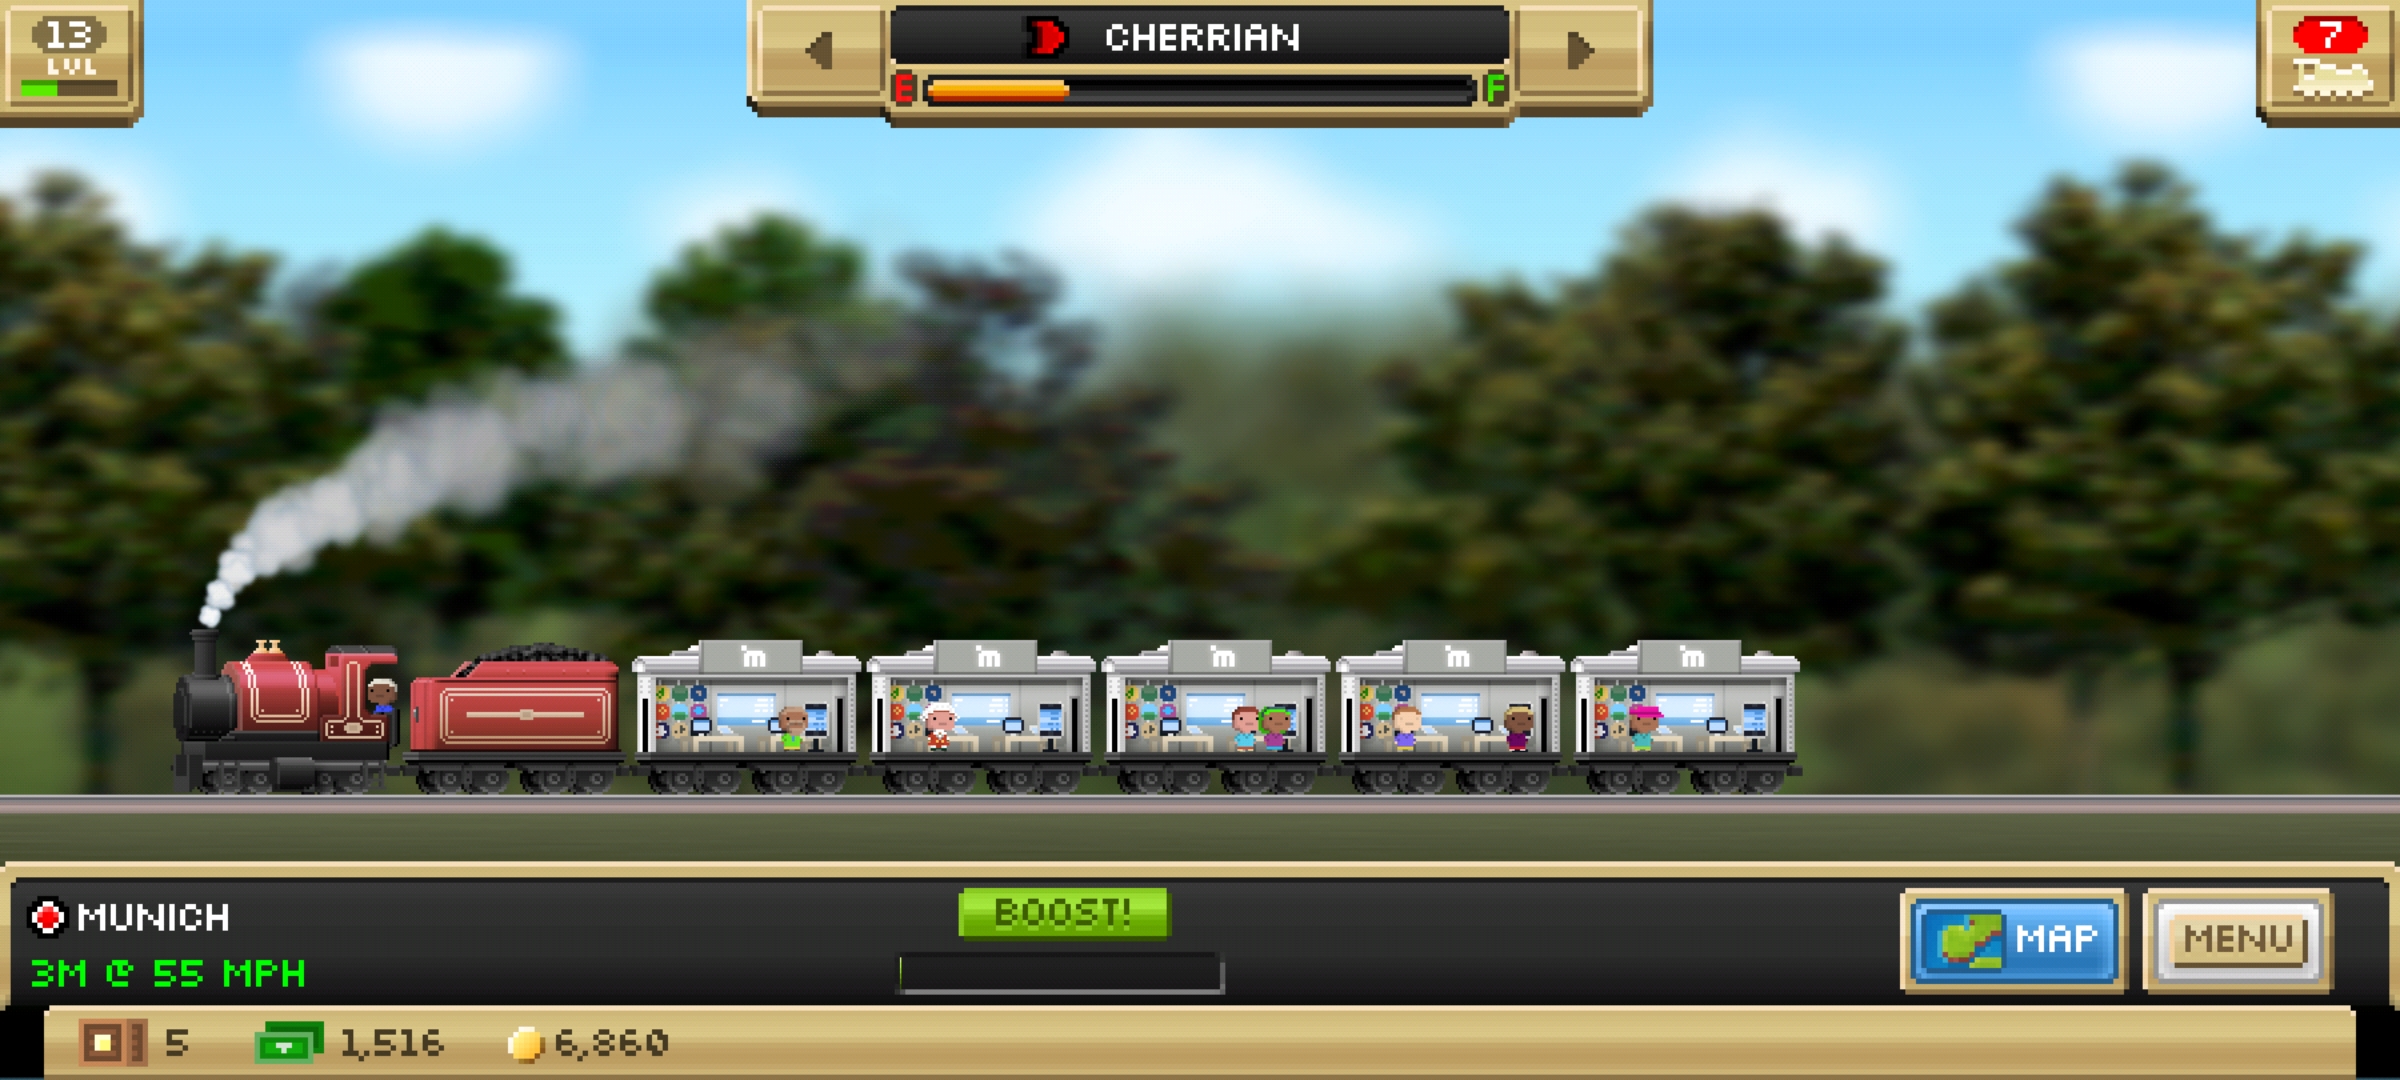 13
LVL
CHERRIAN
E F
7
m m m m m
MUNICH
3M @ 55 MPH
BOOST!
MAP
MENU
5 1,516 6,860